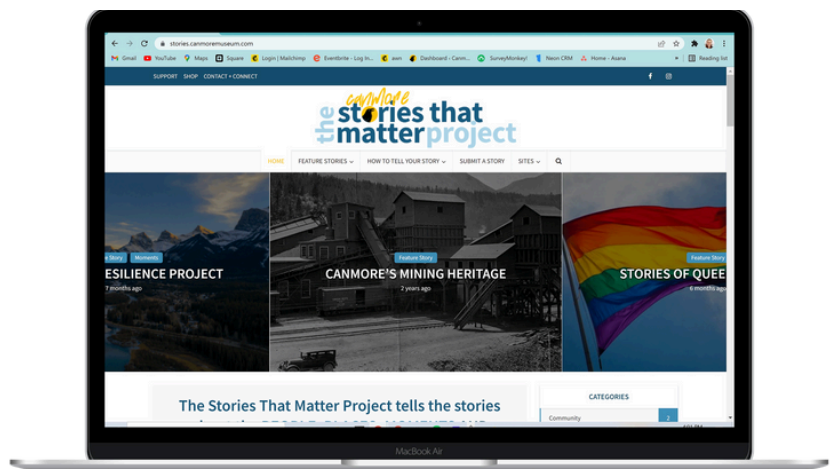 stories.canmoremuseum.com
Gmail YouTube Maps Square Login | Mailchimp Eventbrite - Log In... awn Dashboard - Canm... SurveyMonkey! Neon CRM Home - Asana » Reading list
SUPPORT SHOP CONTACT + CONNECT
canmore
the stories that
matter project
HOME FEATURE STORIES HOW TO TELL YOUR STORY SUBMIT A STORY SITES
e Story Moments
ESILIENCE PROJECT
7 months ago
Feature Story
CANMORE'S MINING HERITAGE
2 years ago
Feature Story
STORIES OF QUEE
6 months ago
The Stories That Matter Project tells the stories
CATEGORIES
Community 2
MacBook Air